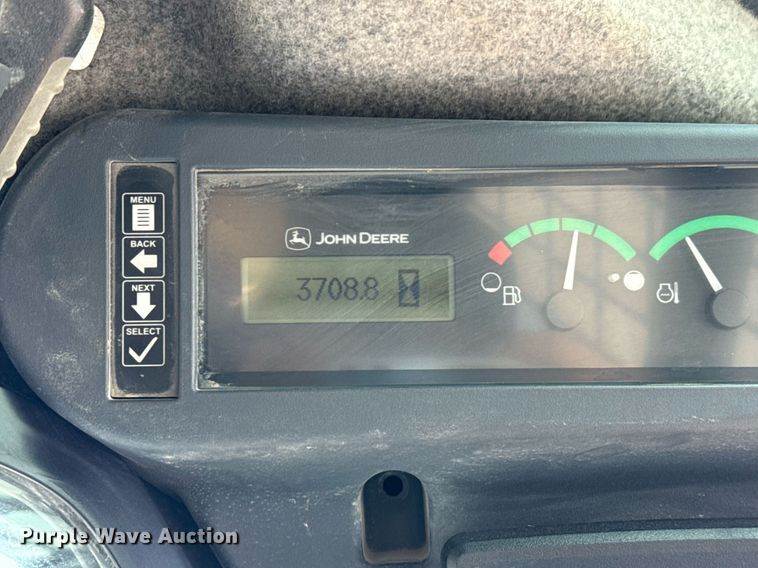 MENU
BACK
NEXT
SELECT
JOHN DEERE
3708.8
Purple Wave Auction